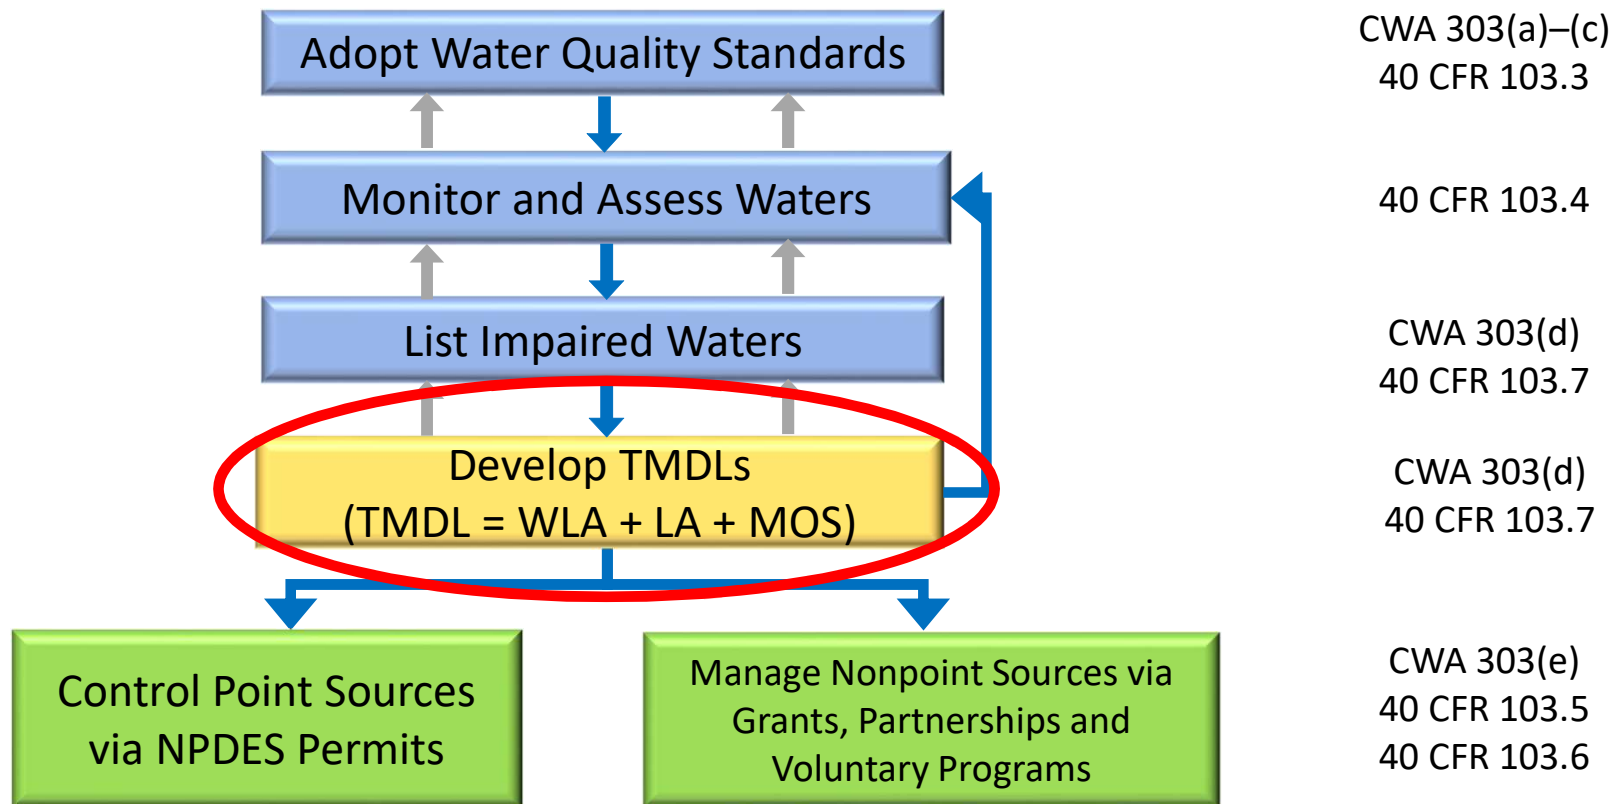 Adopt Water Quality Standards
CWA 303(a)–(c)
40 CFR 103.3
Monitor and Assess Waters
40 CFR 103.4
List Impaired Waters
CWA 303(d)
40 CFR 103.7
Develop TMDLs
(TMDL = WLA + LA + MOS)
CWA 303(d)
40 CFR 103.7
Control Point Sources
via NPDES Permits
Manage Nonpoint Sources via
Grants, Partnerships and
Voluntary Programs
CWA 303(e)
40 CFR 103.5
40 CFR 103.6